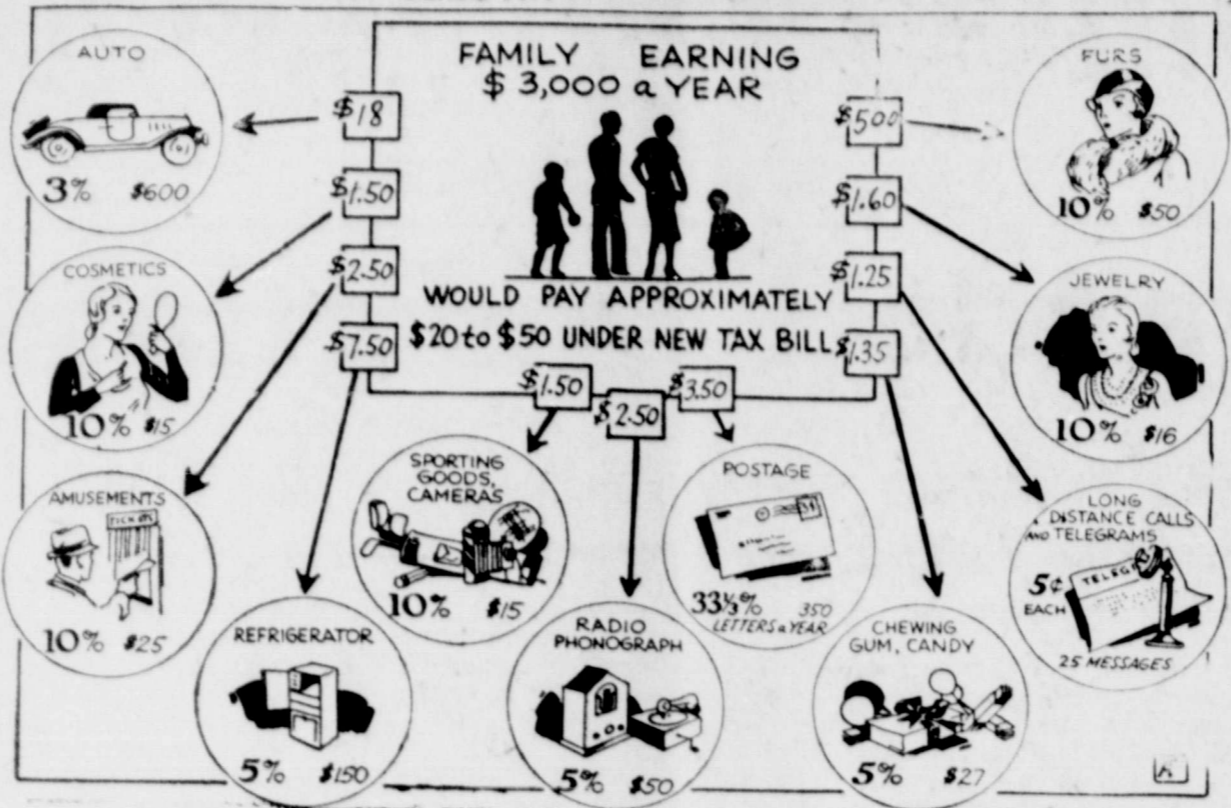 FAMILY EARNING
$3,000 a YEAR
WOULD PAY APPROXIMATELY
$20 to $50 UNDER NEW TAX BILL
$18
$1.50
$2.50
$7.50
$1.50
$2.50
$3.50
$500
$1.60
$1.25
$1.35
AUTO
3% $600
COSMETICS
10% $15
AMUSEMENTS
TICKETS
10% $25
REFRIGERATOR
5% $150
SPORTING
GOODS,
CAMERAS
10% $15
RADIO
PHONOGRAPH
5% $50
POSTAGE
33⅓% 350
LETTERS a YEAR
CHEWING
GUM, CANDY
5% $27
LONG
DISTANCE CALLS
AND TELEGRAMS
TELEG
5¢
EACH
25 MESSAGES
JEWELRY
10% $16
FURS
10% $50